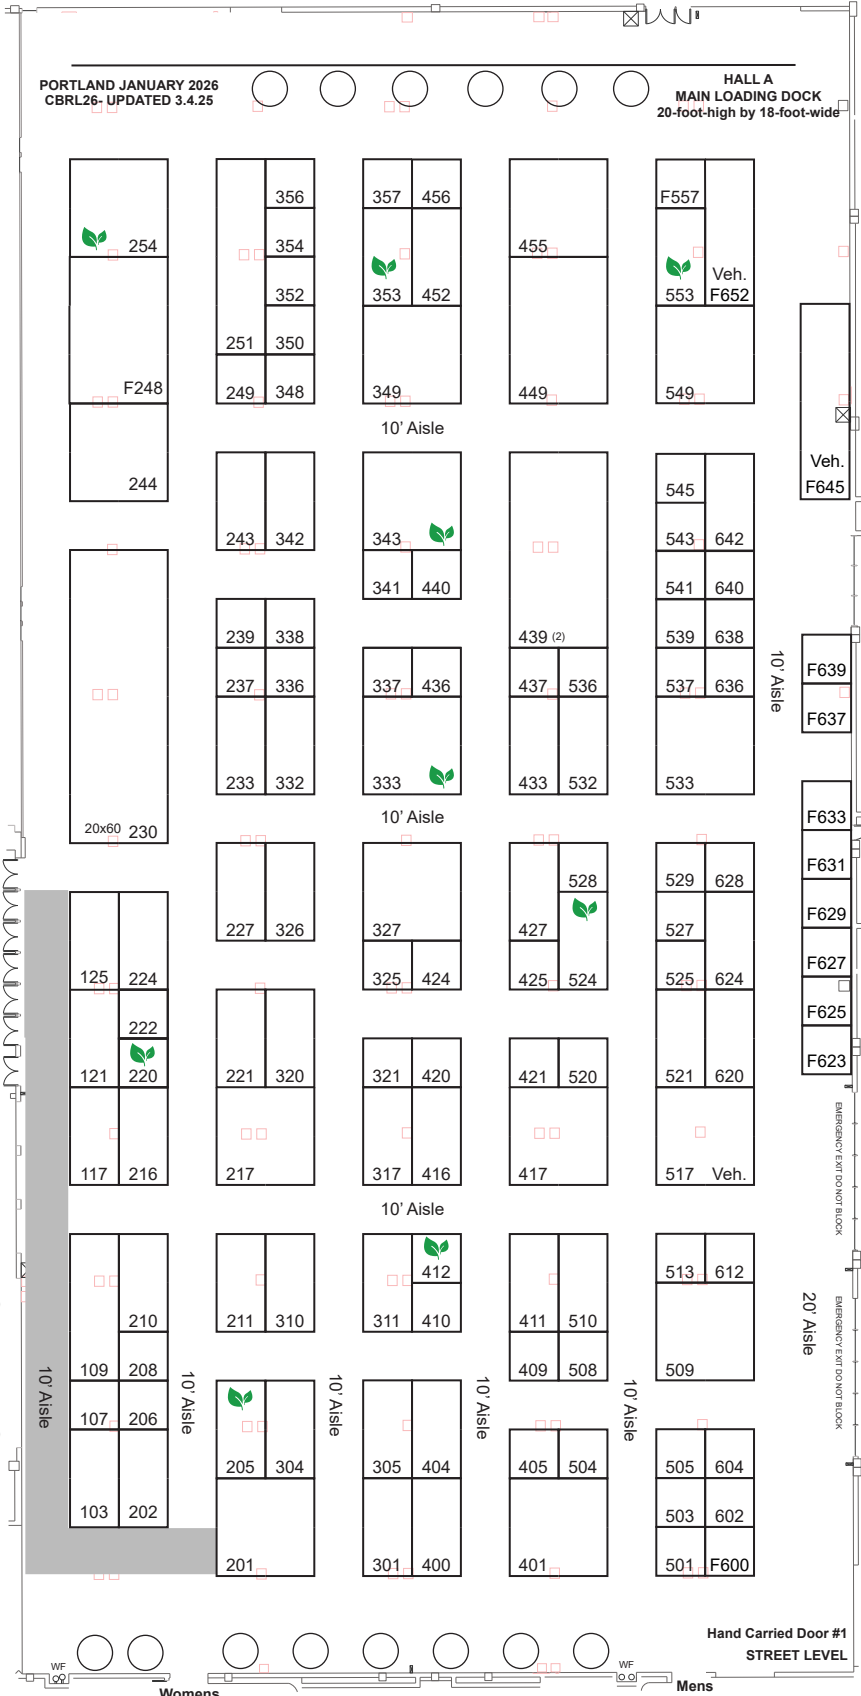 PORTLAND JANUARY 2026
CBRL26- UPDATED 3.4.25
HALL A
MAIN LOADING DOCK
20-foot-high by 18-foot-wide
356 357 456 F557
254 354 455
352 353 452 553 Veh.
F652
251 350
F248 249 348 349 449 549
10' Aisle
244 545 Veh.
F645
243 342 343 543 642
341 440 541 640
239 338 439 (2) 539 638
237 336 337 436 437 536 537 636
10' Aisle
F639
F637
233 332 333 433 532 533
20x60 230
10' Aisle
F633
528 529 628 F631
227 326 327 427 527 F629
125 224 325 424 425 524 525 624 F627
222 F625
121 220 221 320 321 420 421 520 521 620 F623
117 216 217 317 416 417 517 Veh.
EMERGENCY EXIT DO NOT BLOCK
10' Aisle
412 513 612
210 211 310 311 410 411 510
20' Aisle
EMERGENCY EXIT DO NOT BLOCK
109 208 409 508 509
10' Aisle
10' Aisle
10' Aisle
10' Aisle
10' Aisle
107 206
205 304 305 404 405 504 505 604
103 202 503 602
201 301 400 401 501 F600
Hand Carried Door #1
STREET LEVEL
WF
WF
Womens
Mens